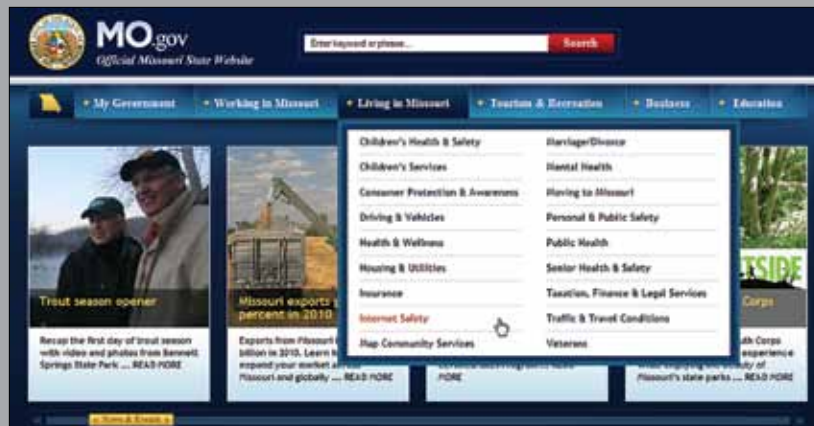 MO.gov
Official Missouri State Website
Enter keyword or phrase...
Search
My Government
Working in Missouri
Living in Missouri
Tourism & Recreation
Business
Education
Children's Health & Safety
Children's Services
Consumer Protection & Awareness
Driving & Vehicles
Health & Wellness
Housing & Utilities
Insurance
Internet Safety
Map Community Services
Marriage/Divorce
Mental Health
Moving to Missouri
Personal & Public Safety
Public Health
Senior Health & Safety
Taxation, Finance & Legal Services
Traffic & Travel Conditions
Veterans
Trout season opener
Recap the first day of trout season
with video and photos from Bennett
Springs State Park ... READ MORE
Missouri exports
percent in 2010
Exports from Missouri
billion in 2010. Learn
expand your market
Missouri and globally ... READ MORE
MORE
TSIDE
Corps
Corps
experience
beauty of
Missouri's state parks ... READ MORE
News & Events